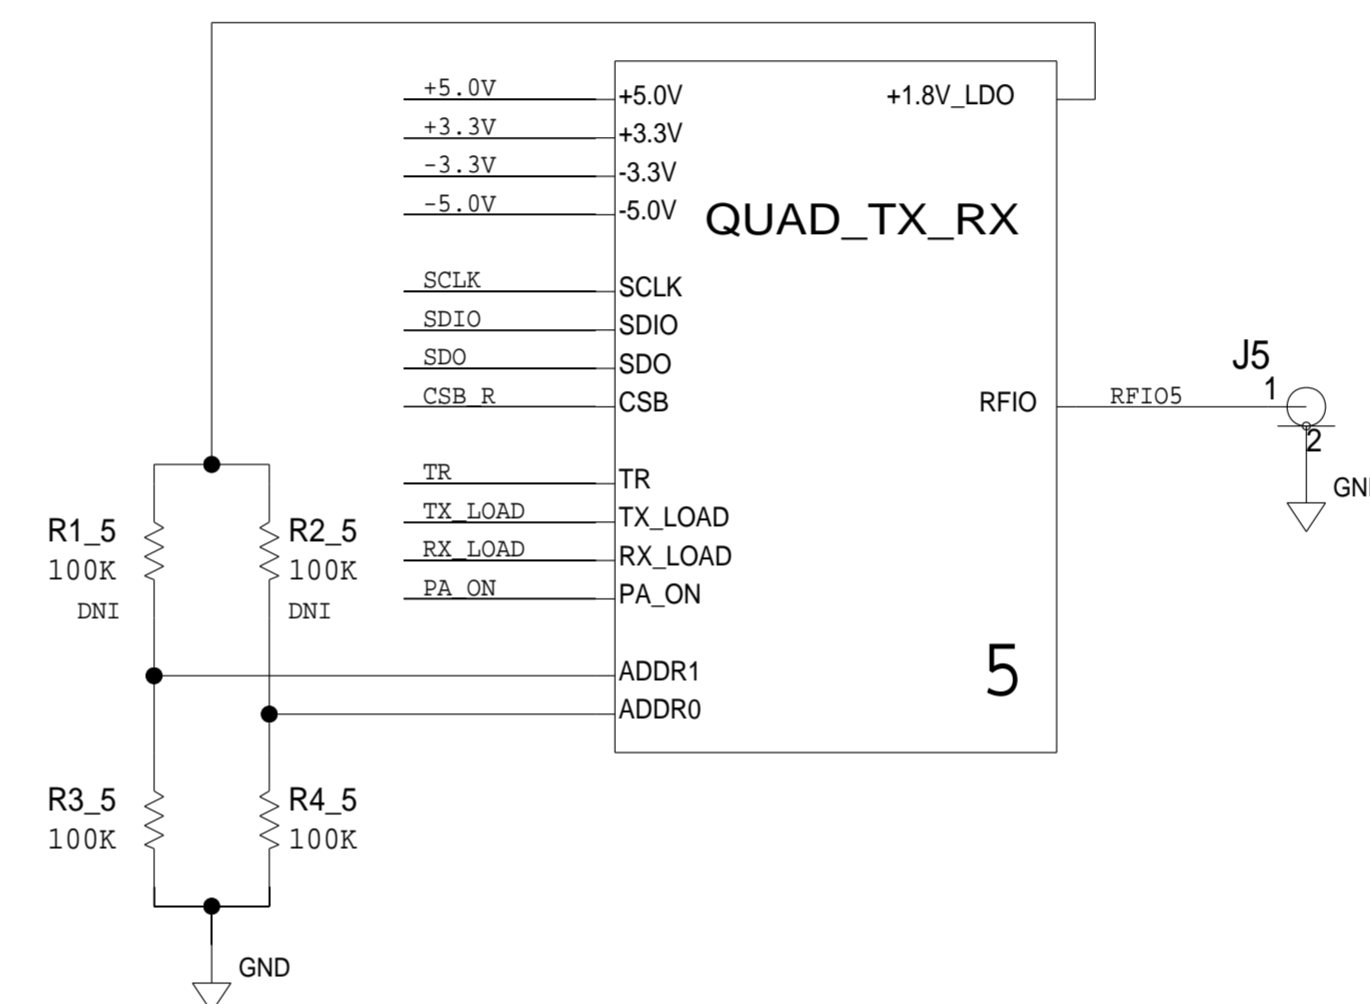 +5.0V +5.0V +1.8V_LDO
+3.3V +3.3V
-3.3V -3.3V
-5.0V -5.0V
QUAD_TX_RX
SCLK SCLK
SDIO SDIO
SDO SDO
CSB_R CSB
RFIO RFIO5
J5
1
2
GN
TR TR
TX_LOAD TX_LOAD
RX_LOAD RX_LOAD
PA_ON PA_ON
R1_5 R2_5
100K 100K
DNI DNI
ADDR1
ADDR0
5
R3_5 R4_5
100K 100K
GND